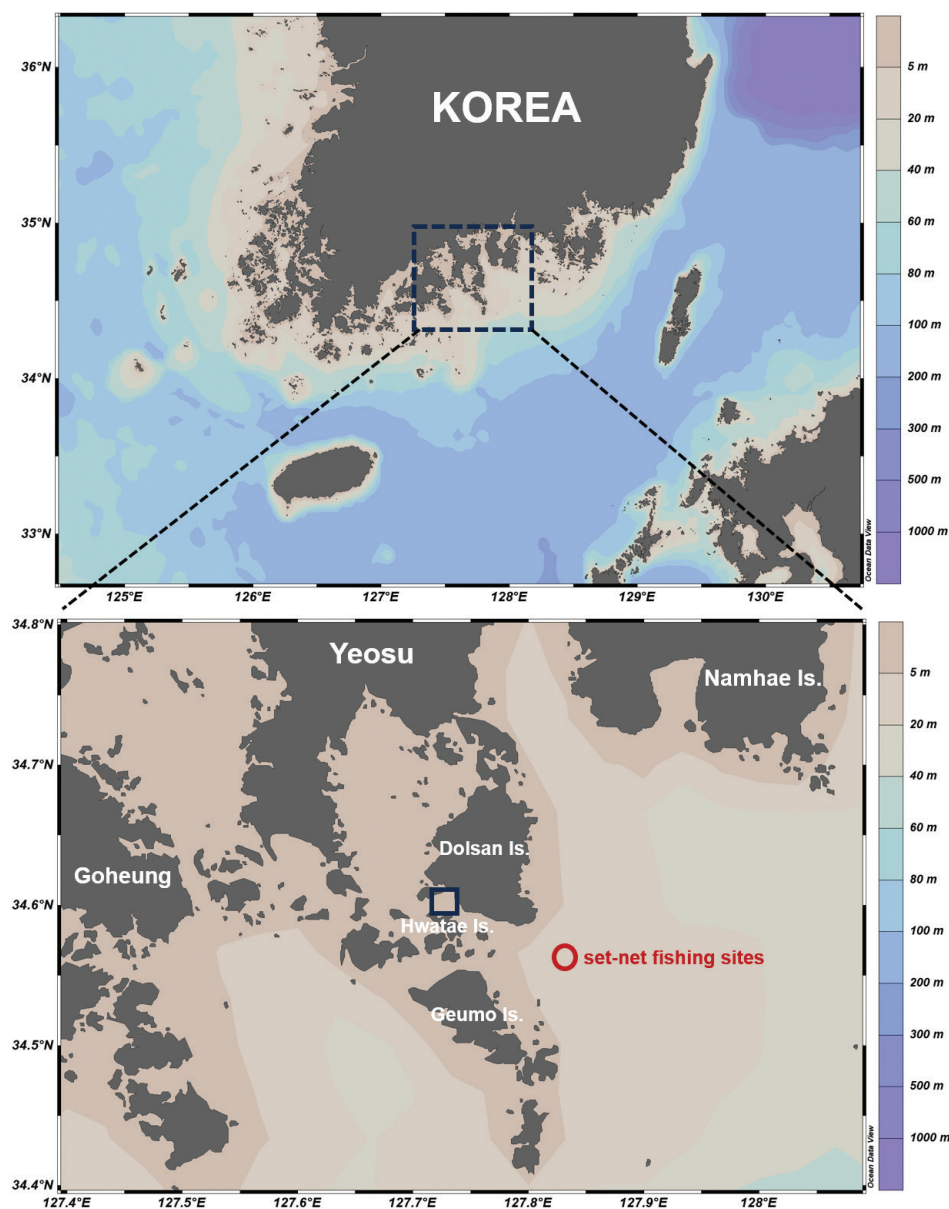 36°N
35°N
34°N
33°N
KOREA
125°E
126°E
127°E
128°E
129°E
130°E
5 m
20 m
40 m
60 m
80 m
100 m
200 m
300 m
500 m
1000 m
Ocean Data View
34.8°N
34.7°N
34.6°N
34.5°N
34.4°N
Yeosu
Namhae Is.
Dolsan Is.
Goheung
Hwatae Is.
set-net fishing sites
Geumo Is.
127.4°E
127.5°E
127.6°E
127.7°E
127.8°E
127.9°E
128°E
5 m
20 m
40 m
60 m
80 m
100 m
200 m
300 m
500 m
1000 m
Ocean Data View